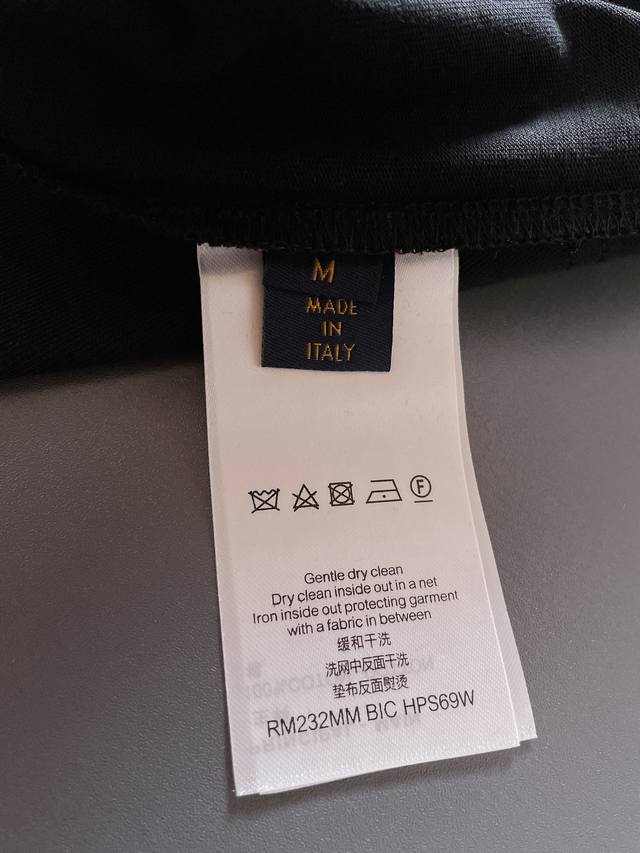 M
MADE
IN
ITALY
F
Gentle dry clean
Dry clean inside out in a net
Iron inside out protecting garment
with a fabric in between
缓和干洗
洗网中反面干洗
垫布反面熨烫
RM232MM BIC HPS69W